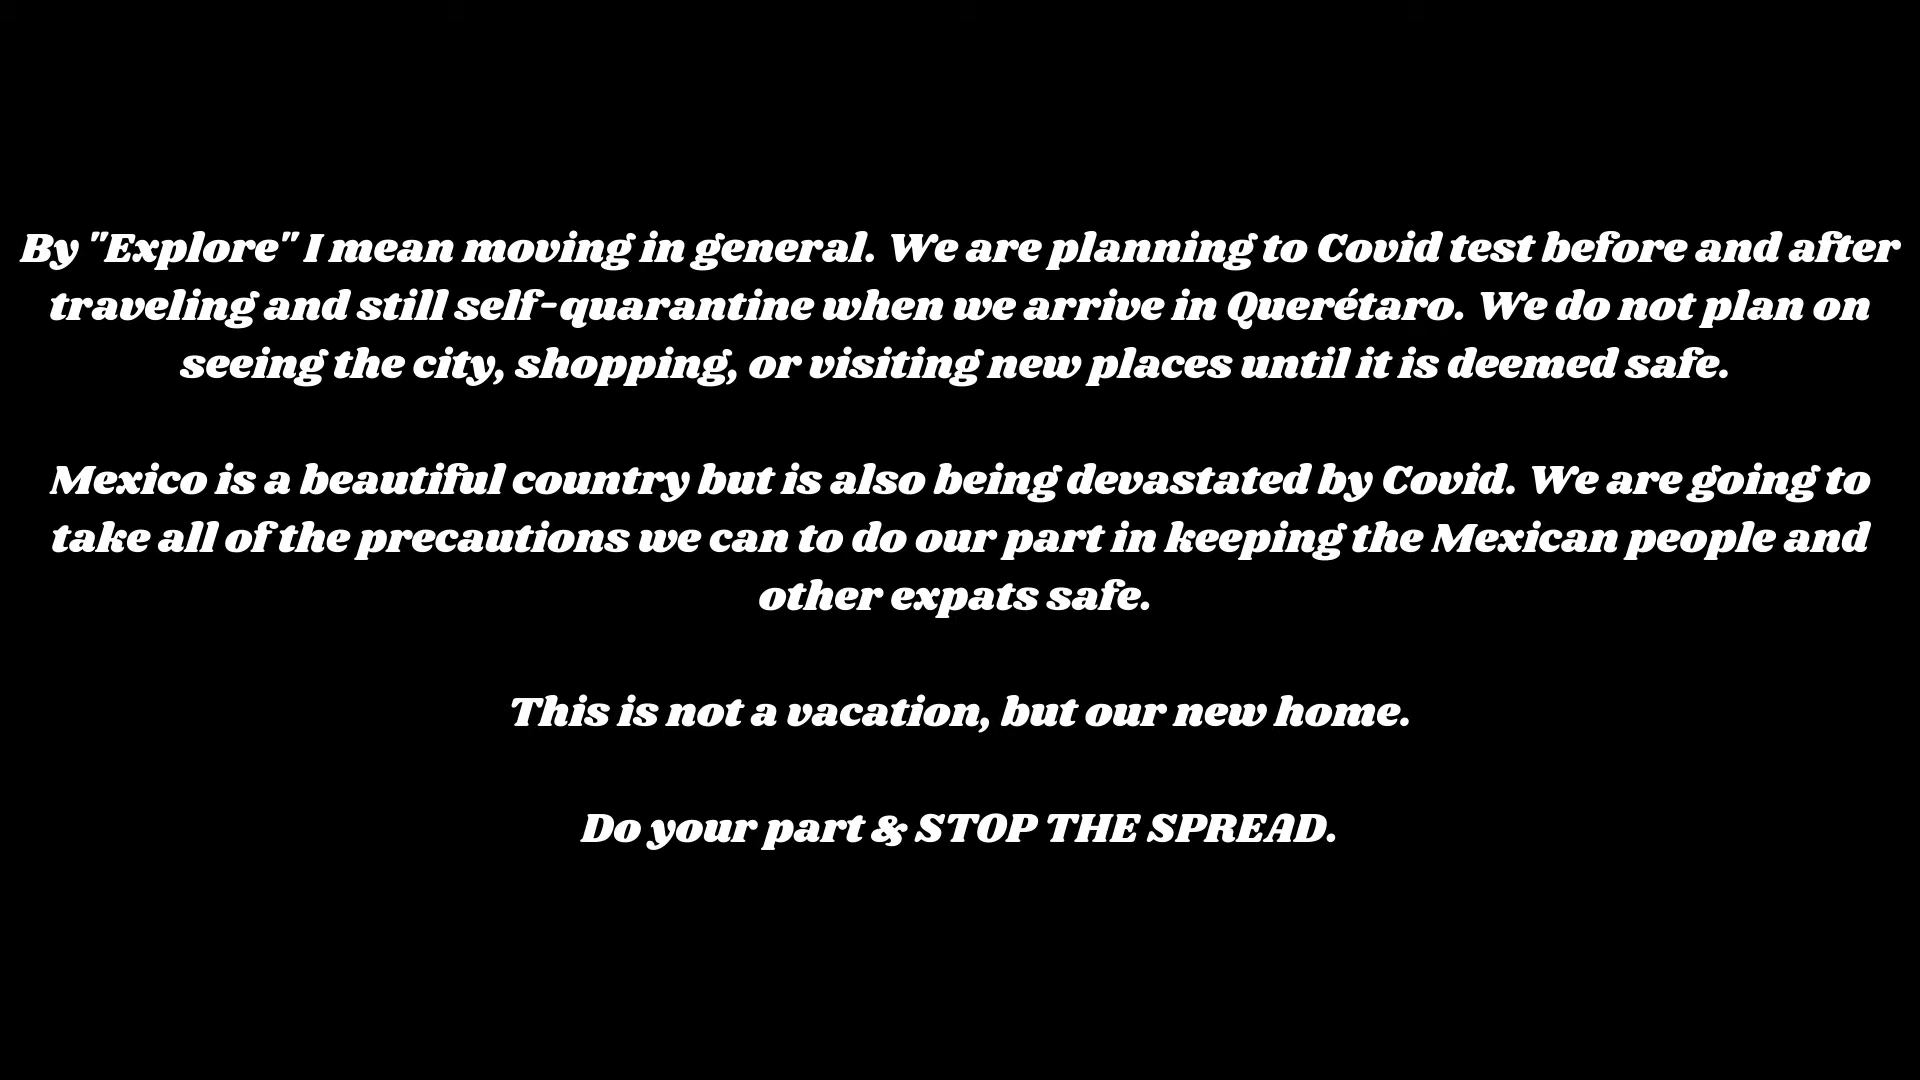 By "Explore" I mean moving in general. We are planning to Covid test before and after
traveling and still self-quarantine when we arrive in Querétaro. We do not plan on
seeing the city, shopping, or visiting new places until it is deemed safe.
Mexico is a beautiful country but is also being devastated by Covid. We are going to
take all of the precautions we can to do our part in keeping the Mexican people and
other expats safe.
This is not a vacation, but our new home.
Do your part & STOP THE SPREAD.